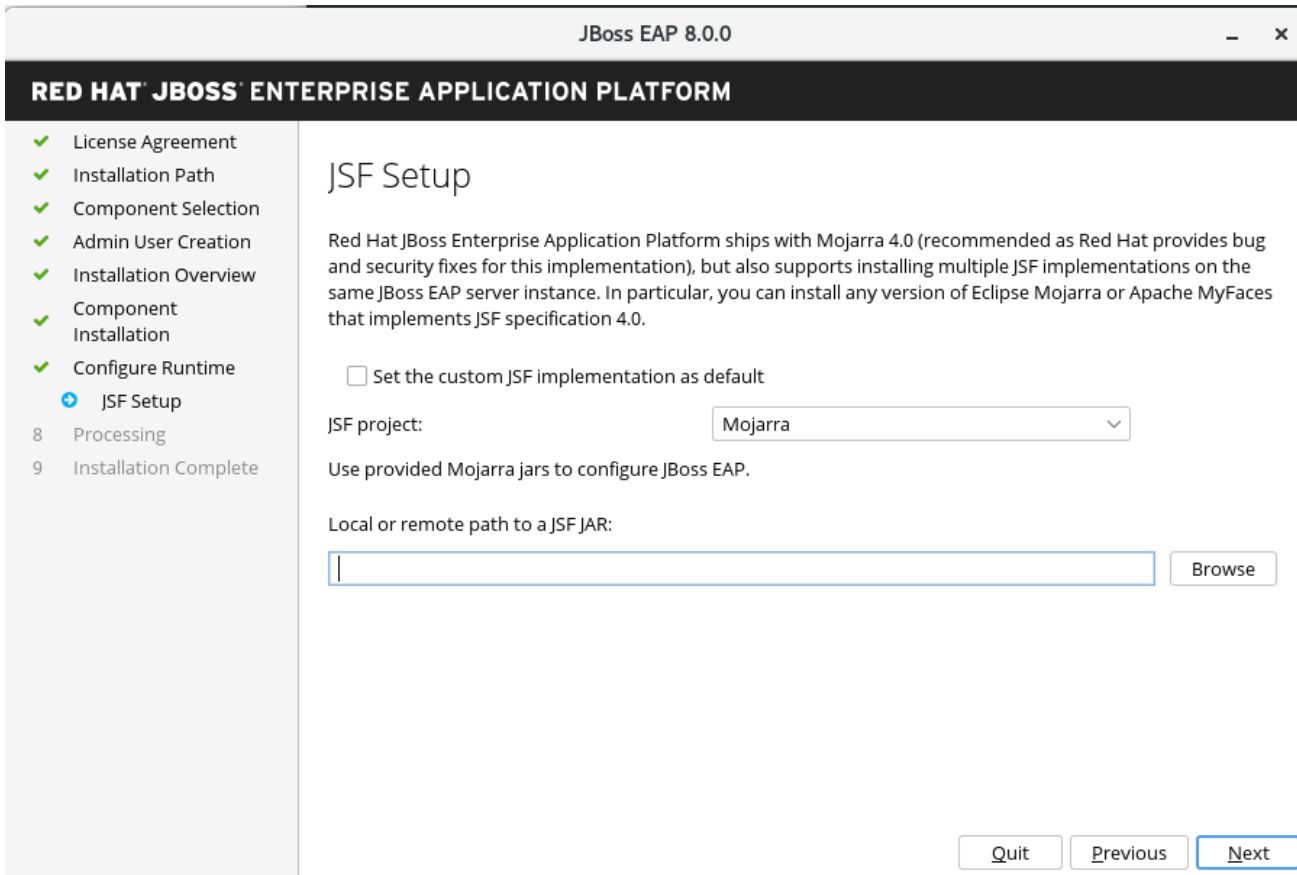 JBoss EAP 8.0.0
RED HAT® JBOSS® ENTERPRISE APPLICATION PLATFORM
License Agreement
Installation Path
Component Selection
Admin User Creation
Installation Overview
Component
Installation
Configure Runtime
JSF Setup
8 Processing
9 Installation Complete
JSF Setup
Red Hat JBoss Enterprise Application Platform ships with Mojarra 4.0 (recommended as Red Hat provides bug
and security fixes for this implementation), but also supports installing multiple JSF implementations on the
same JBoss EAP server instance. In particular, you can install any version of Eclipse Mojarra or Apache MyFaces
that implements JSF specification 4.0.
Set the custom JSF implementation as default
JSF project: Mojarra
Use provided Mojarra jars to configure JBoss EAP.
Local or remote path to a JSF JAR:
Browse
Quit Previous Next